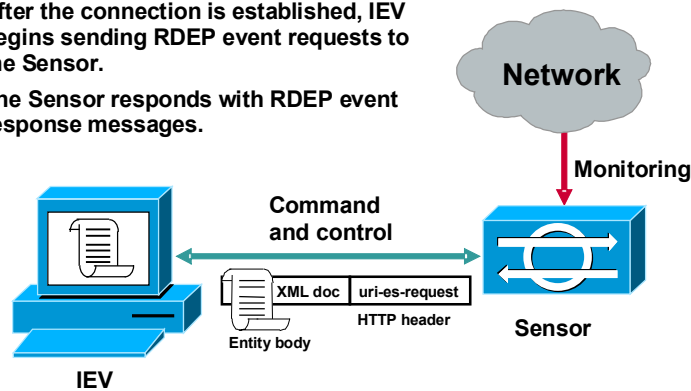 fter the connection is established, IEV
egins sending RDEP event requests to
he Sensor.
he Sensor responds with RDEP event
esponse messages.
Network
Monitoring
Command
and control
XML doc
uri-es-request
HTTP header
Entity body
Sensor
IEV